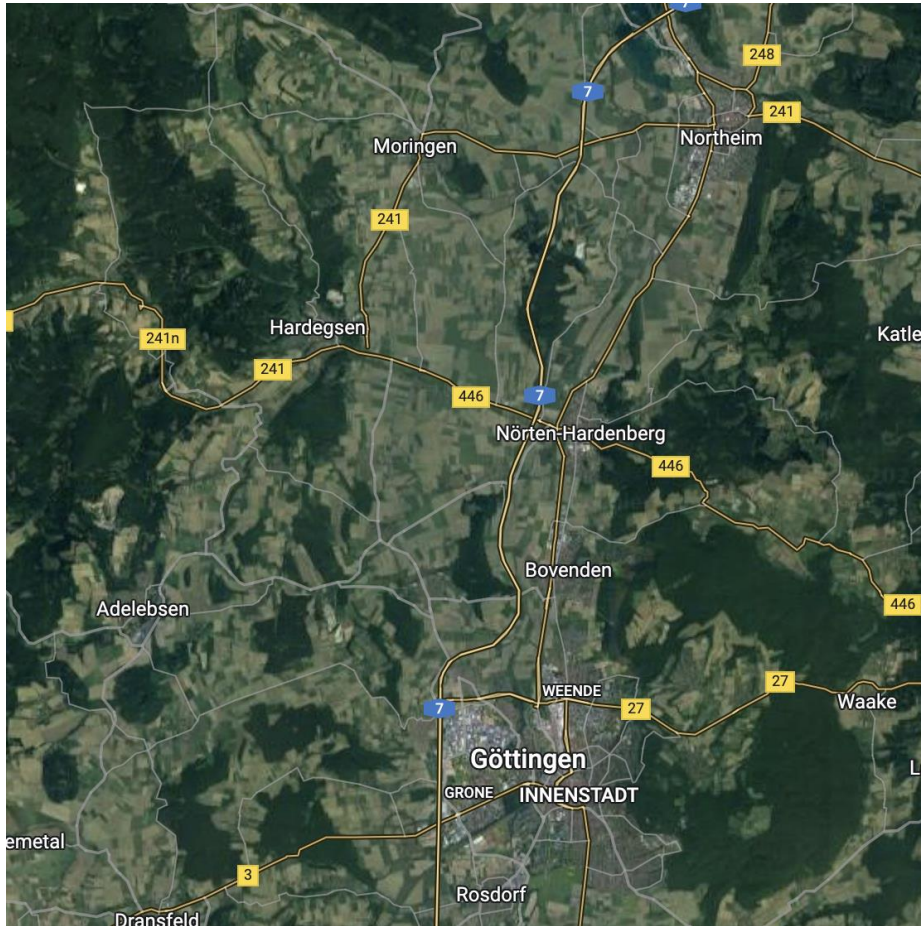 7
248
7
241
Moringen
Northeim
241
Hardegsen
241n
Katle
241
446
7
Nörten-Hardenberg
446
Bovenden
Adelebsen
446
WEENDE
27
27
Waake
7
Göttingen
L
GRONE
INNENSTADT
emetal
3
Rosdorf
Dransfeld